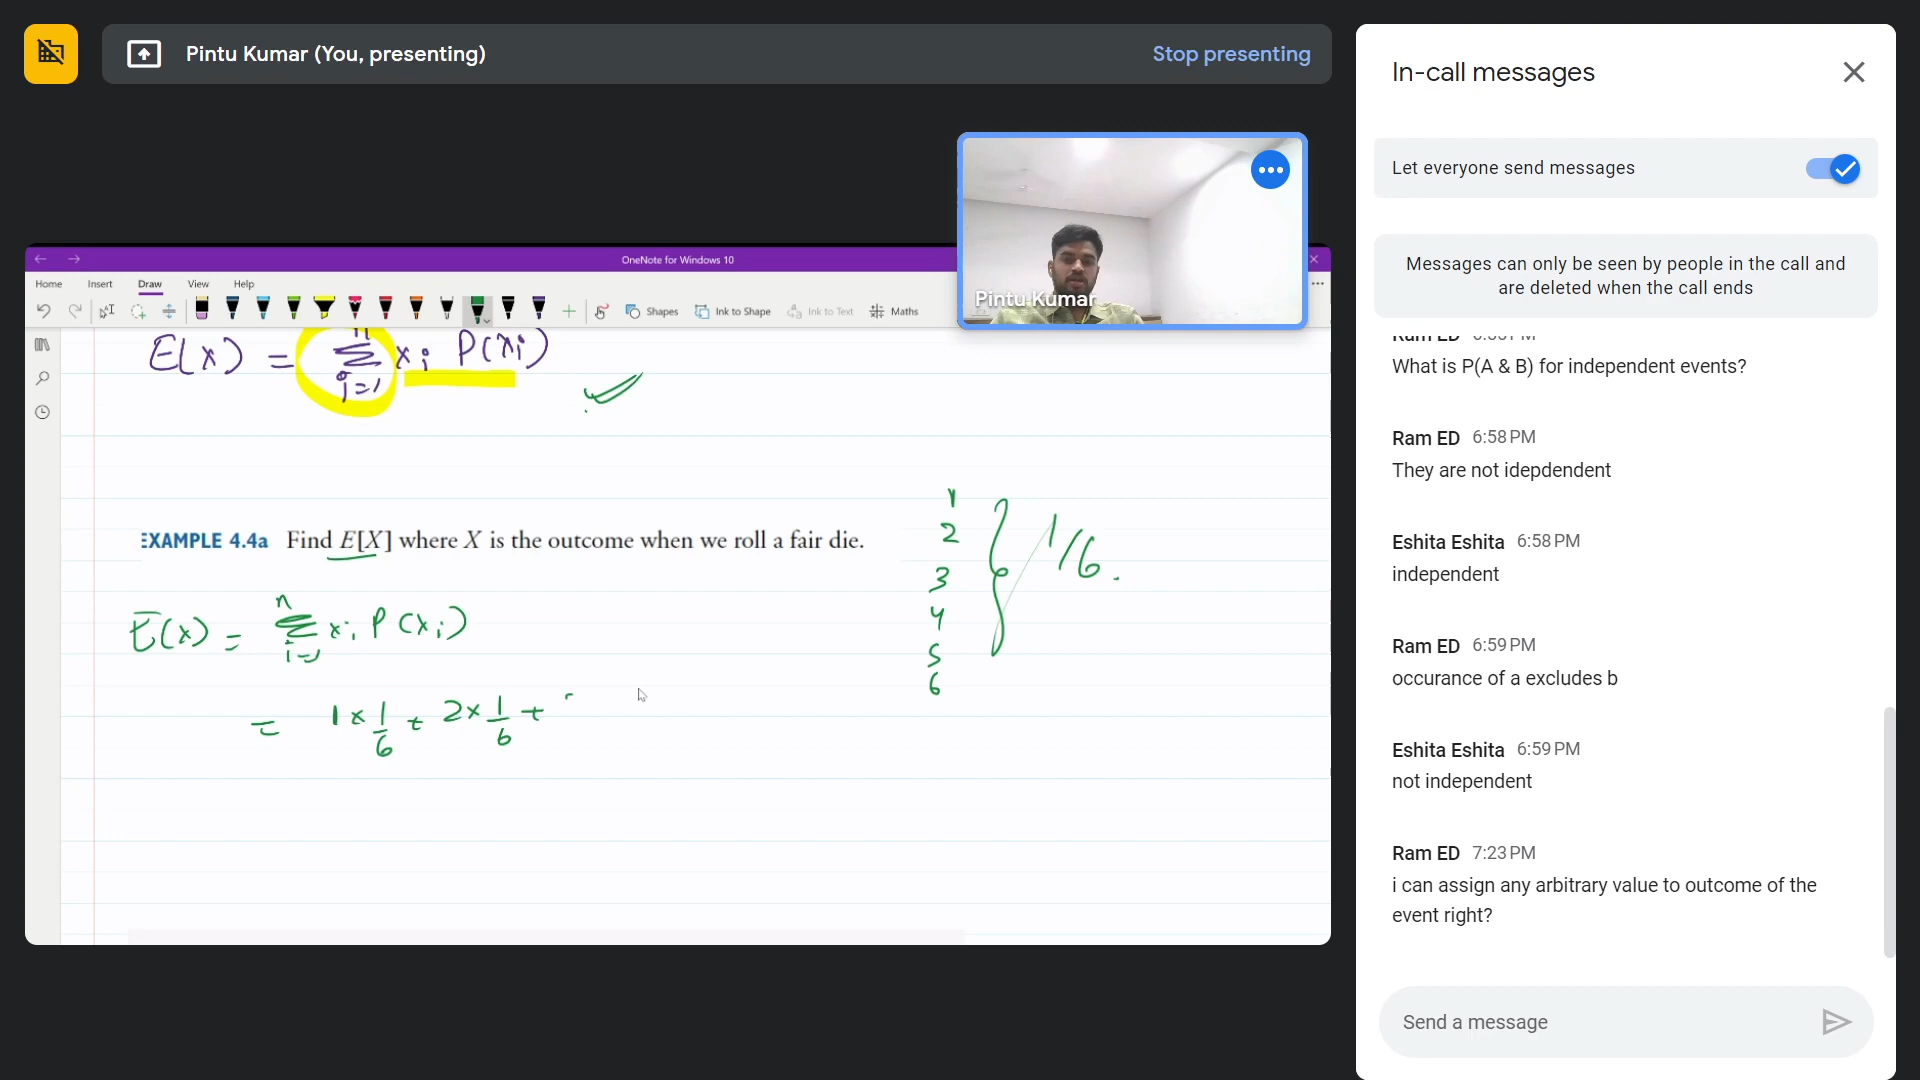 Pintu Kumar (You, presenting)
Stop presenting
Pintu Kumar
OneNote for Windows 10
Home Insert Draw View Help
Shapes Ink to Shape Ink to Text Maths
E(x) = n Σ i=1 xi P(xi)
EXAMPLE 4.4a Find E[X] where X is the outcome when we roll a fair die.
E(x) = n Σ i=1 xi P(xi)
= 1 × 1/6 + 2 × 1/6 +
1
2
3
4
5
6
1/6.
In-call messages
Let everyone send messages
Messages can only be seen by people in the call and
are deleted when the call ends
What is P(A & B) for independent events?
Ram ED 6:58 PM
They are not idepdendent
Eshita Eshita 6:58 PM
independent
Ram ED 6:59 PM
occurance of a excludes b
Eshita Eshita 6:59 PM
not independent
Ram ED 7:23 PM
i can assign any arbitrary value to outcome of the
event right?
Send a message